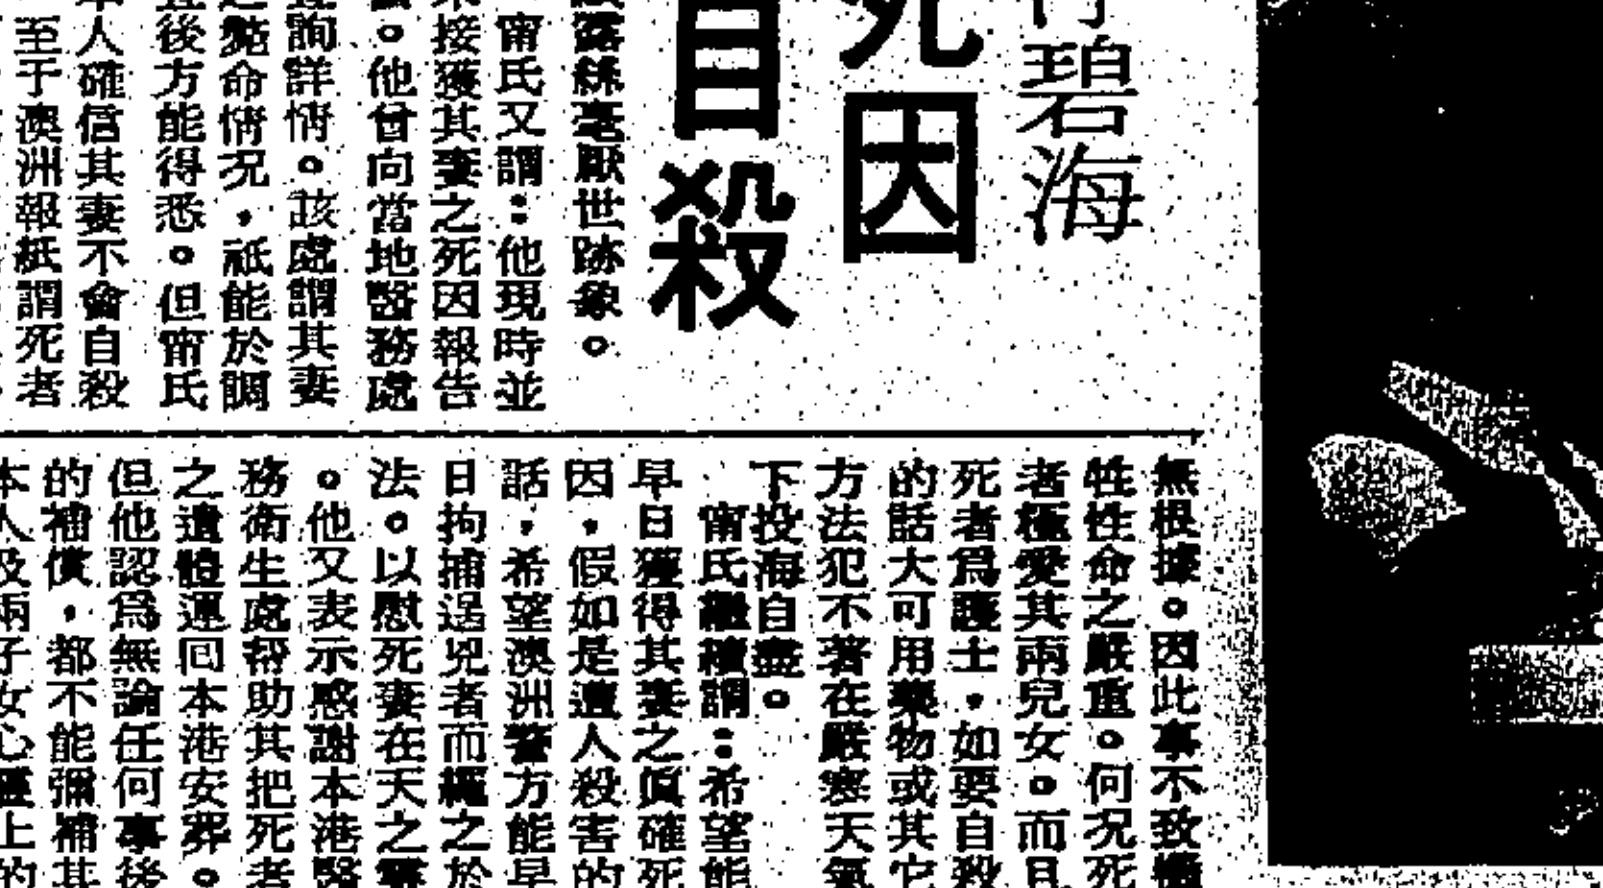 碧海
死因
自殺
絲毫厭世跡象。
甯氏又謂：他現時並
未接獲其妻之死因報告
。他曾向當地醫務處
查詢詳情。該處謂其妻
之斃命情况，祇能於調
查後方能得悉。但甯氏
本人確信其妻不會自殺
至于澳洲報紙謂死者
無根據。因此事不致犧
牲性命之嚴重。何况死
者極愛其兩兒女。而且
死者爲護士，如要自殺
的話大可用藥物或其它
方法犯不著在嚴寒天氣
下投海自盡。
甯氏繼續謂：希望能
早日獲得其妻之眞確死
因，假如是遭人殺害的
話，希望澳洲警方能早
日拘捕逞兇者而繩之於
法。以慰死妻在天之靈
。他又表示感謝本港醫
務衛生處幫助其把死者
之遺體運回本港安葬。
但他認爲無論任何事後
的補償，都不能彌補其
本人及兩子女心靈上的